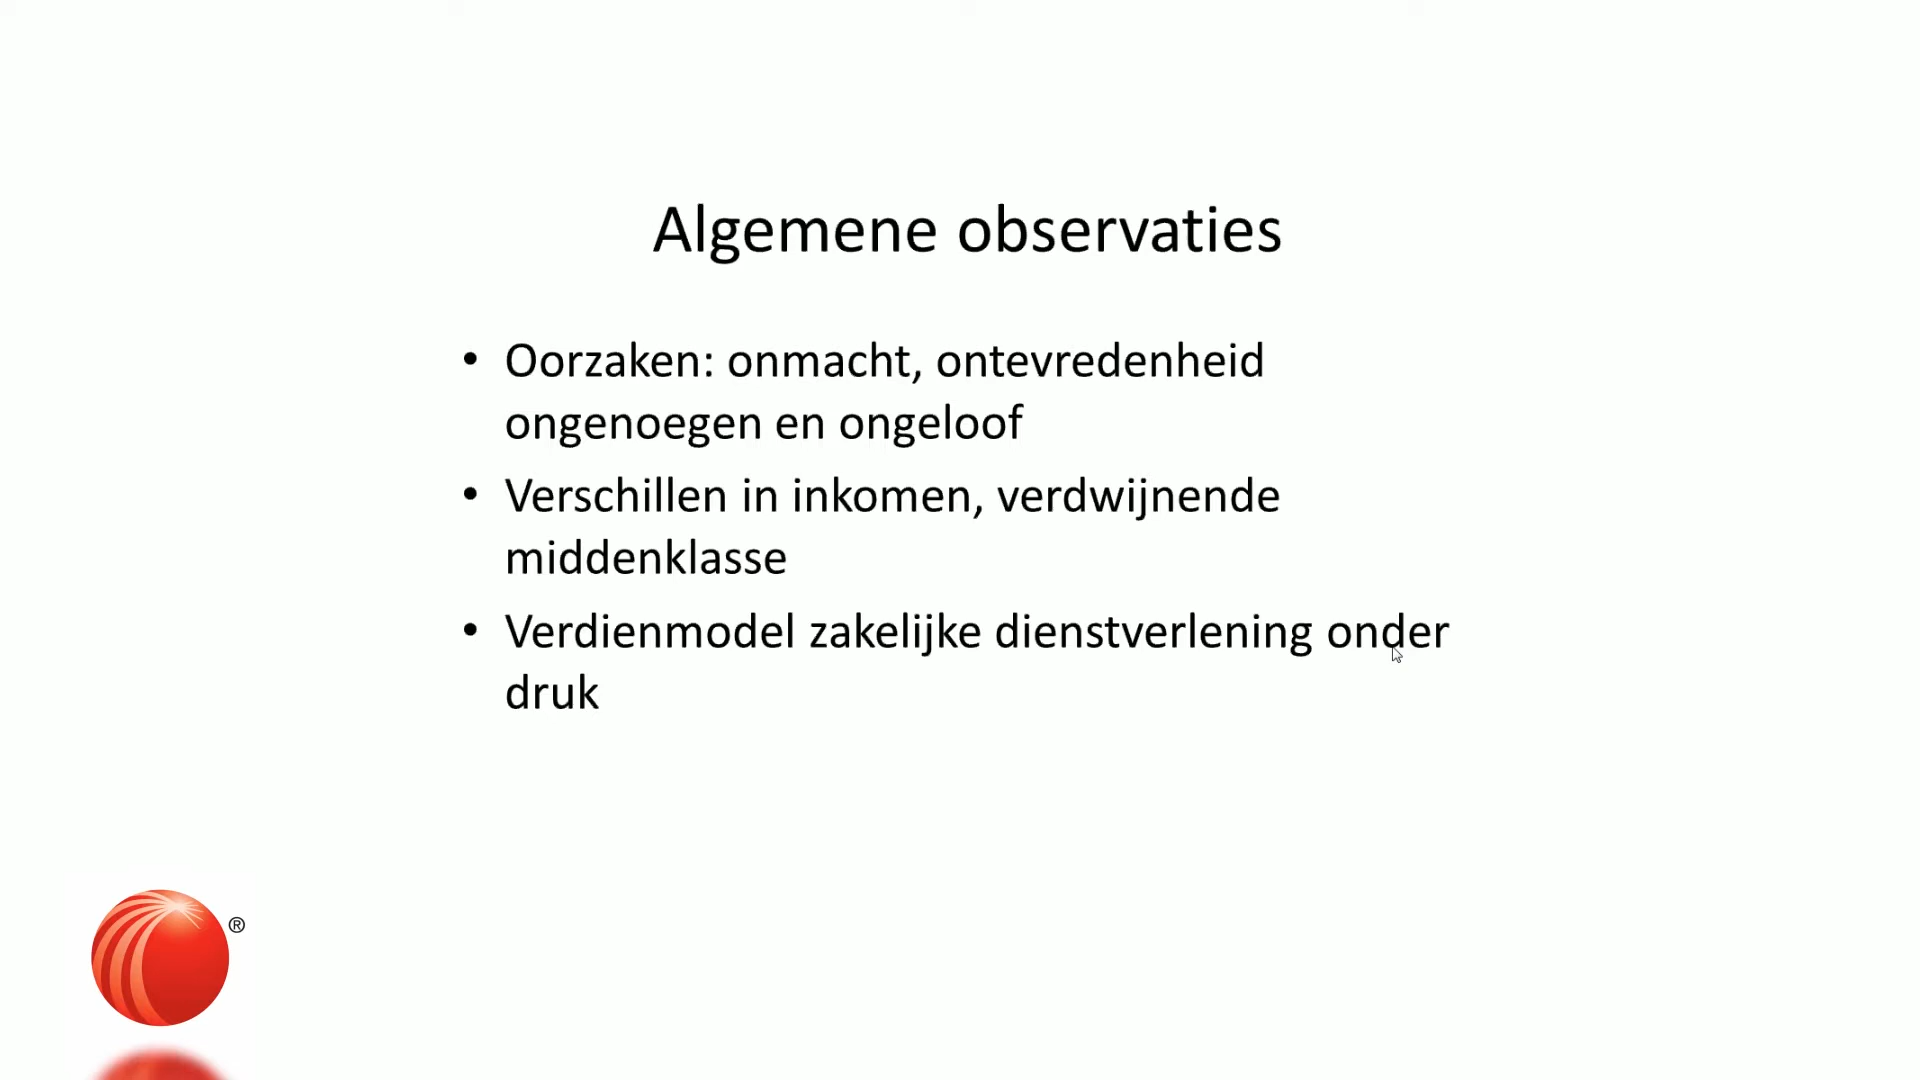 Algemene observaties
• Oorzaken: onmacht, ontevredenheid
ongenoegen en ongeloof
• Verschillen in inkomen, verdwijnende
middenklasse
• Verdienmodel zakelijke dienstverlening onder
druk
®